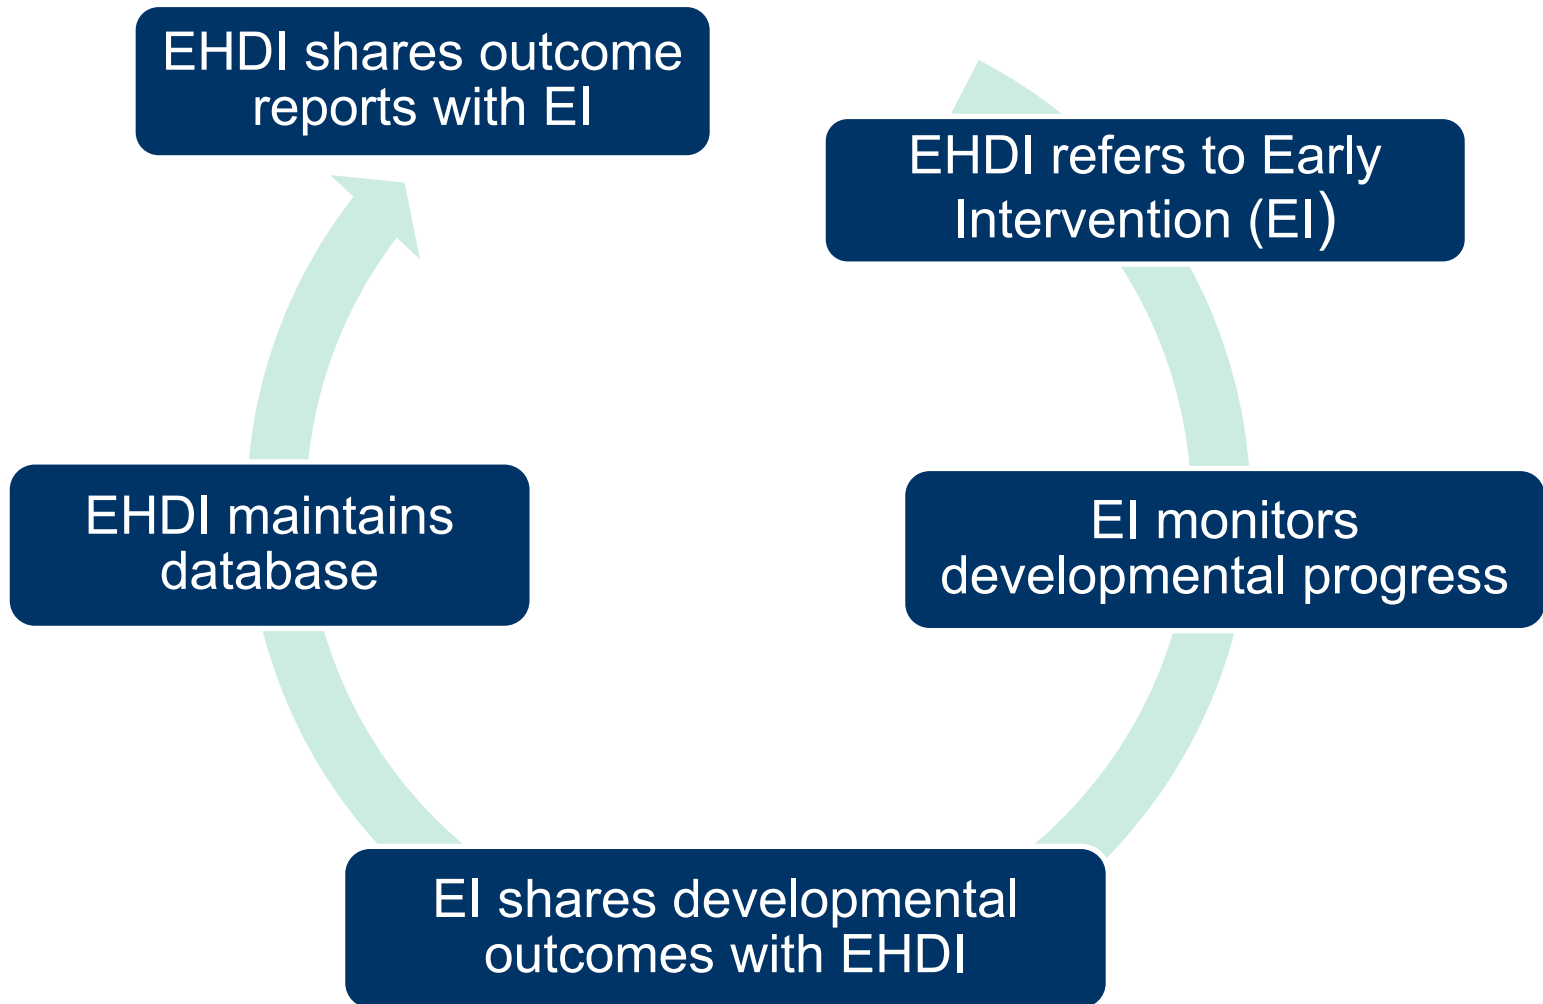 EHDI shares outcome
reports with EI
EHDI refers to Early
Intervention (EI)
EI monitors
developmental progress
EI shares developmental
outcomes with EHDI
EHDI maintains
database